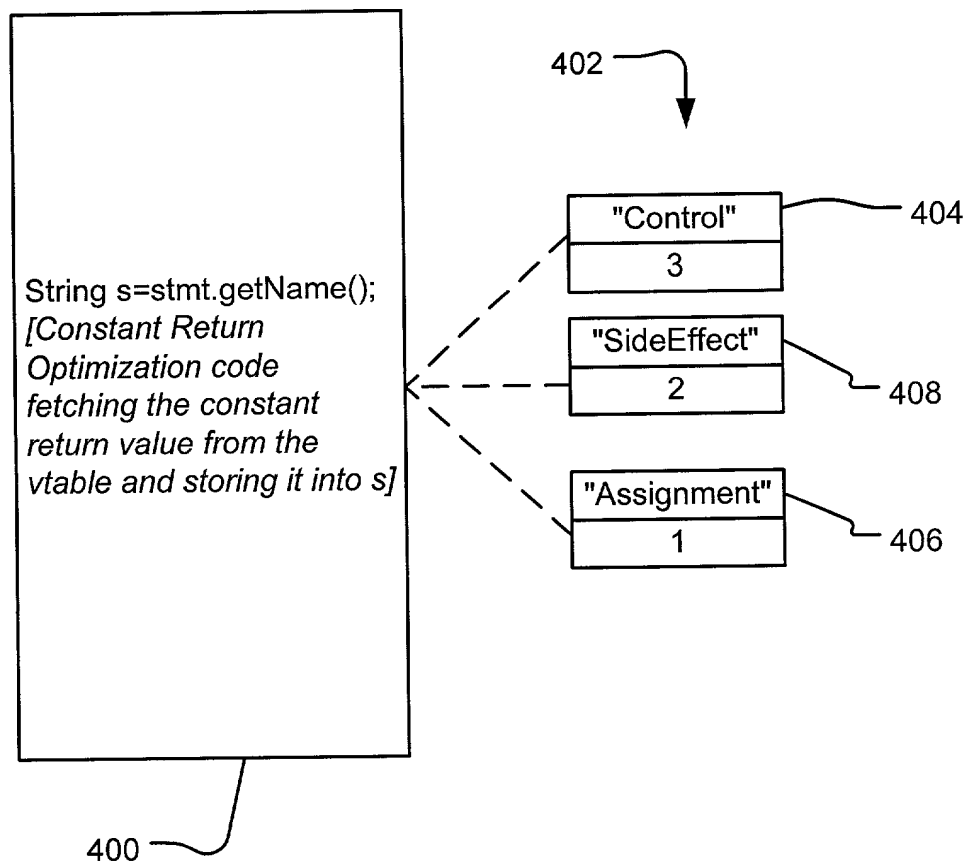 402
"Control"
404
3
String s=stmt.getName();
[Constant Return
Optimization code
fetching the constant
return value from the
vtable and storing it into s]
"SideEffect"
2
408
"Assignment"
1
406
400